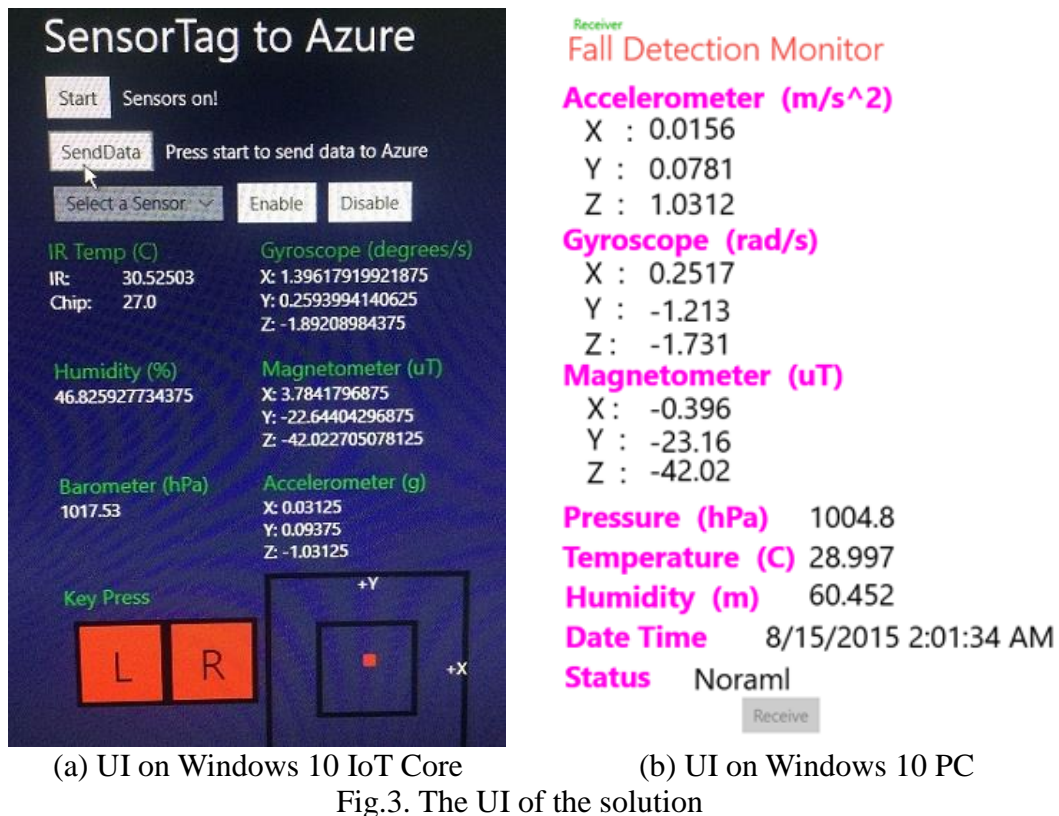 SensorTag to Azure
Start Sensors on!
SendData Press start to send data to Azure
Select a Sensor Enable Disable
IR Temp (C)
IR: 30.52503
Chip: 27.0
Gyroscope (degrees/s)
X: 1.39617919921875
Y: 0.2593994140625
Z: -1.89208984375
Humidity (%)
46.825927734375
Magnetometer (uT)
X: 3.7841796875
Y: -22.64404296875
Z: -42.022705078125
Barometer (hPa)
1017.53
Accelerometer (g)
X: 0.03125
Y: 0.09375
Z: -1.03125
Key Press
L R
+Y
+X
(a) UI on Windows 10 IoT Core
Receiver
Fall Detection Monitor
Accelerometer (m/s^2)
X : 0.0156
Y : 0.0781
Z : 1.0312
Gyroscope (rad/s)
X : 0.2517
Y : -1.213
Z : -1.731
Magnetometer (uT)
X : -0.396
Y : -23.16
Z : -42.02
Pressure (hPa) 1004.8
Temperature (C) 28.997
Humidity (m) 60.452
Date Time 8/15/2015 2:01:34 AM
Status Noraml
Receive
(b) UI on Windows 10 PC
Fig.3. The UI of the solution